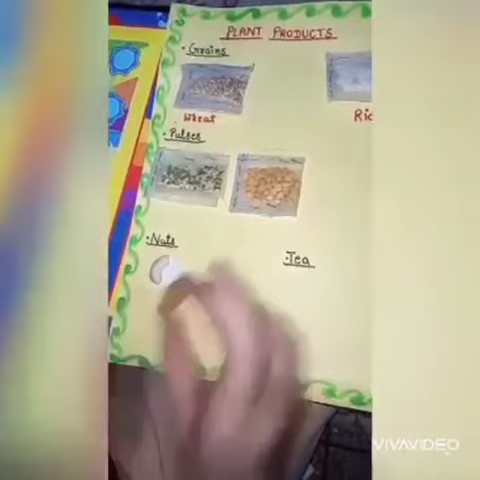 PLANT PRODUCTS
• Grains
Wheat
Ric
• Pulses
• Nuts
• Tea
VIVAVIDEO